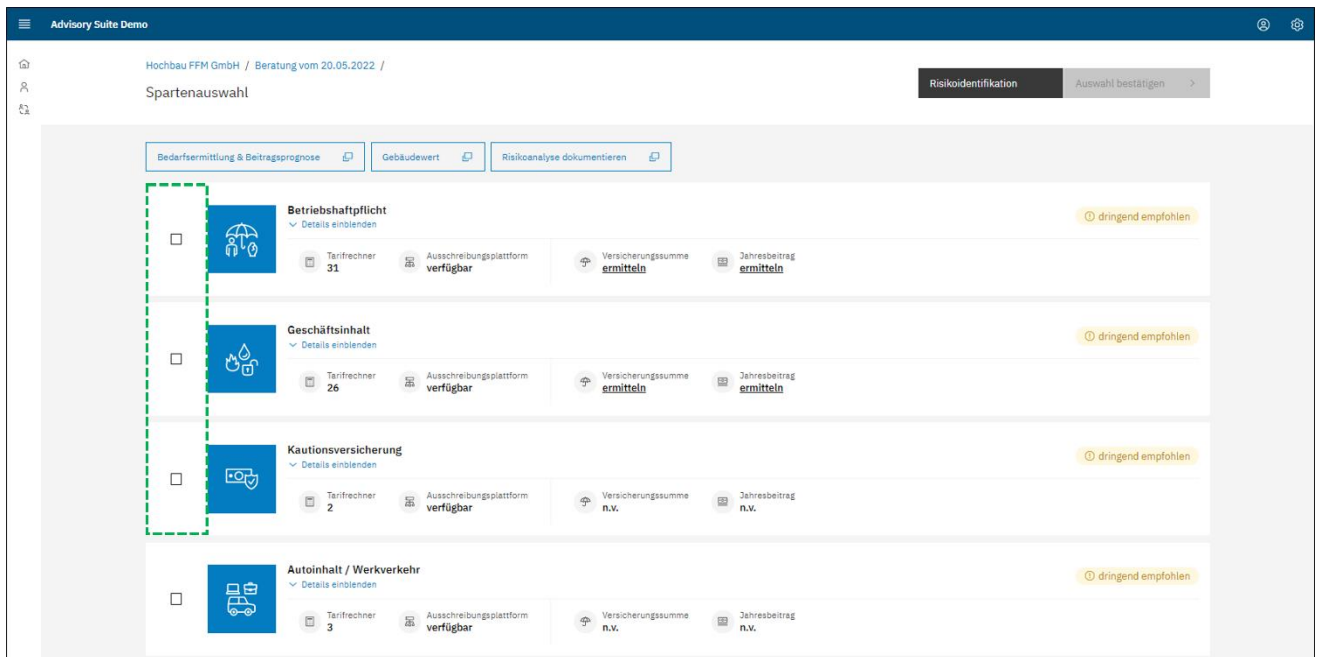 Advisory Suite Demo
Hochbau FFM GmbH / Beratung vom 20.05.2022 /
Spartenauswahl
Risikoidentifikation
Auswahl bestätigen
Bedarfsermittlung & Beitragsprognose
Gebäudewert
Risikoanalyse dokumentieren
Betriebshaftpflicht
Details einblenden
dringend empfohlen
Tarifrechner
31
Ausschreibungsplattform
verfügbar
Versicherungssumme
ermitteln
Jahresbeitrag
ermitteln
Geschäftsinhalt
Details einblenden
dringend empfohlen
Tarifrechner
26
Ausschreibungsplattform
verfügbar
Versicherungssumme
ermitteln
Jahresbeitrag
ermitteln
Kautionsversicherung
Details einblenden
dringend empfohlen
Tarifrechner
2
Ausschreibungsplattform
verfügbar
Versicherungssumme
n.v.
Jahresbeitrag
n.v.
Autoinhalt / Werkverkehr
Details einblenden
dringend empfohlen
Tarifrechner
3
Ausschreibungsplattform
verfügbar
Versicherungssumme
n.v.
Jahresbeitrag
n.v.